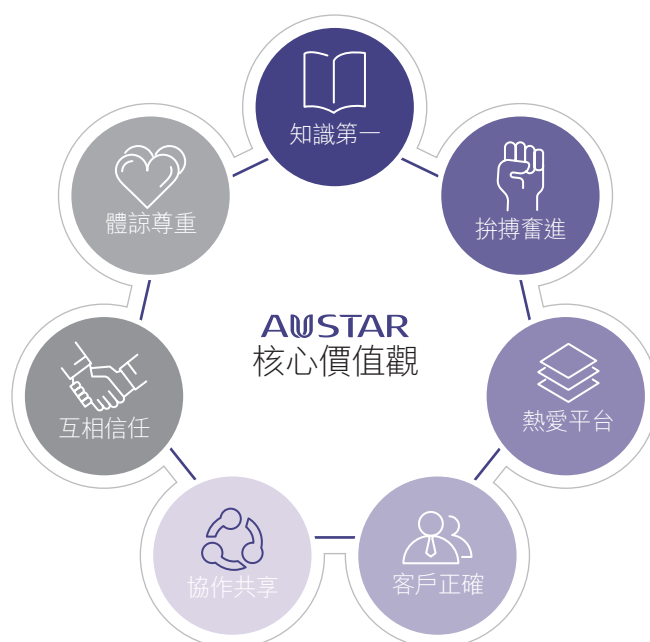 知識第一
拚搏奮進
熱愛平台
客戶正確
協作共享
互相信任
體諒尊重
AUSTAR
核心價值觀